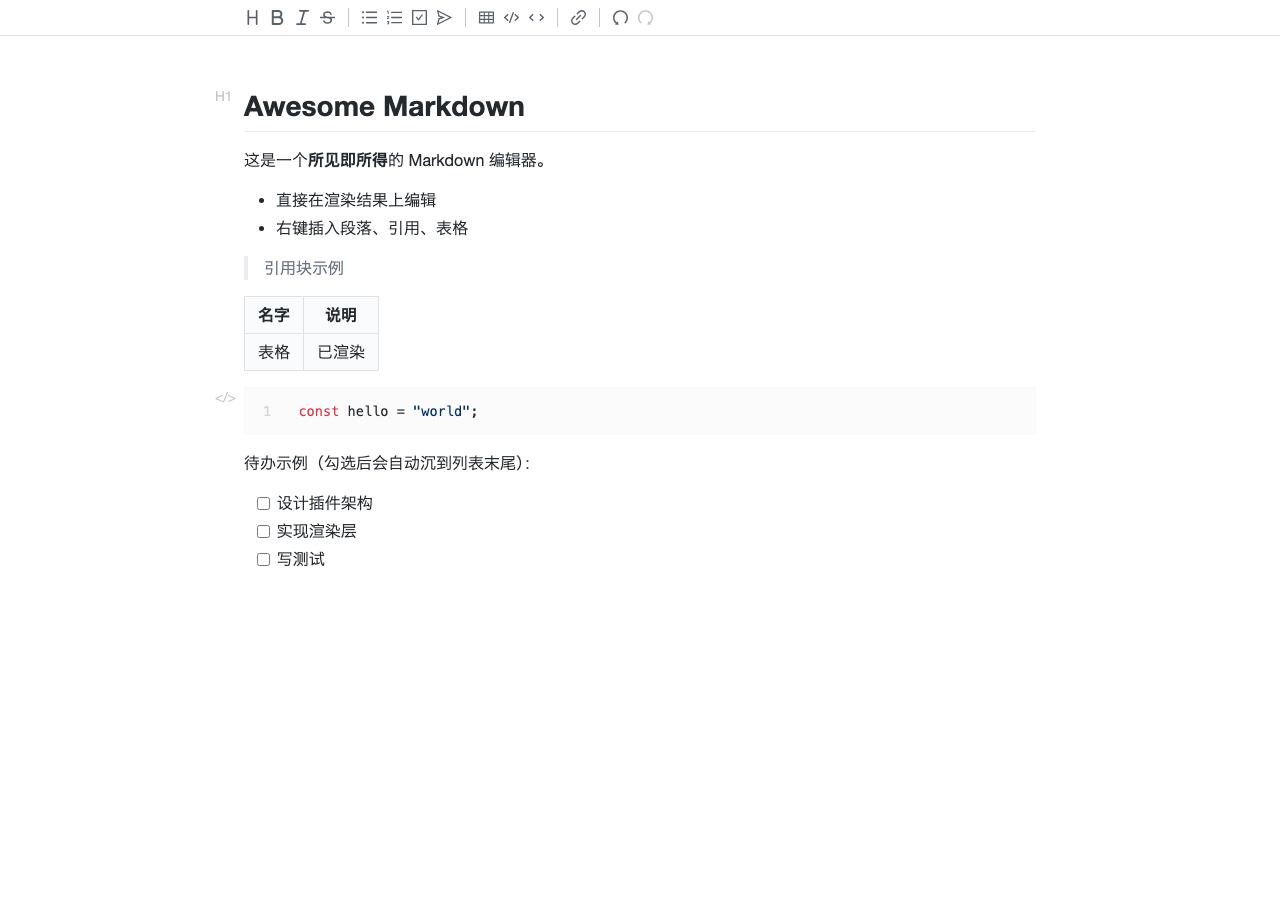 H1
Awesome Markdown
这是一个所见即所得的 Markdown 编辑器。
直接在渲染结果上编辑
右键插入段落、引用、表格
引用块示例
名字 说明
表格 已渲染
</>
1 const hello = "world";
待办示例（勾选后会自动沉到列表末尾）：
设计插件架构
实现渲染层
写测试